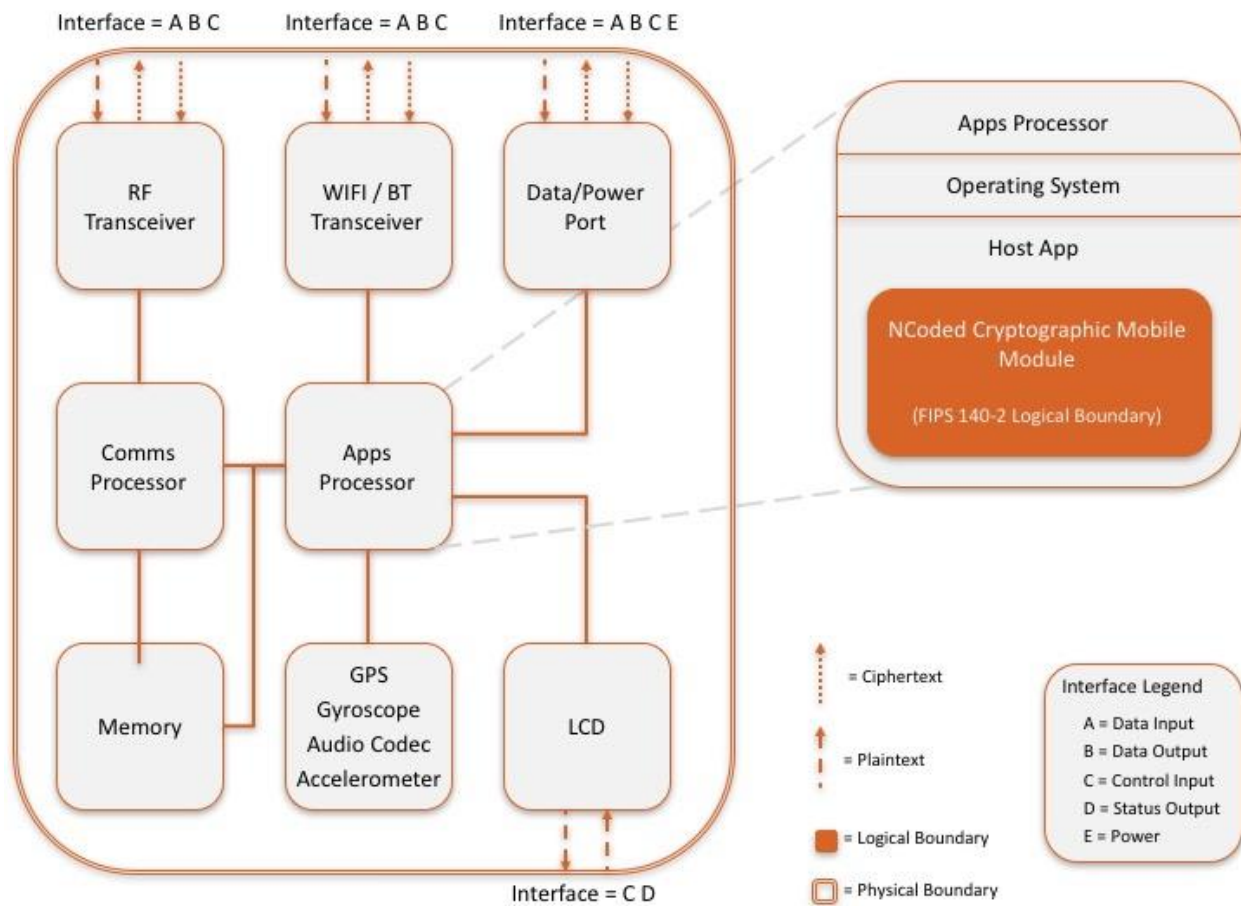 Interface = A B C
Interface = A B C
Interface = A B C E
RF
Transceiver
WIFI / BT
Transceiver
Data/Power
Port
Comms
Processor
Apps
Processor
Memory
GPS
Gyroscope
Audio Codec
Accelerometer
LCD
Interface = C D
Apps Processor
Operating System
Host App
NCoded Cryptographic Mobile
Module
(FIPS 140-2 Logical Boundary)
= Ciphertext
= Plaintext
= Logical Boundary
= Physical Boundary
Interface Legend
A = Data Input
B = Data Output
C = Control Input
D = Status Output
E = Power